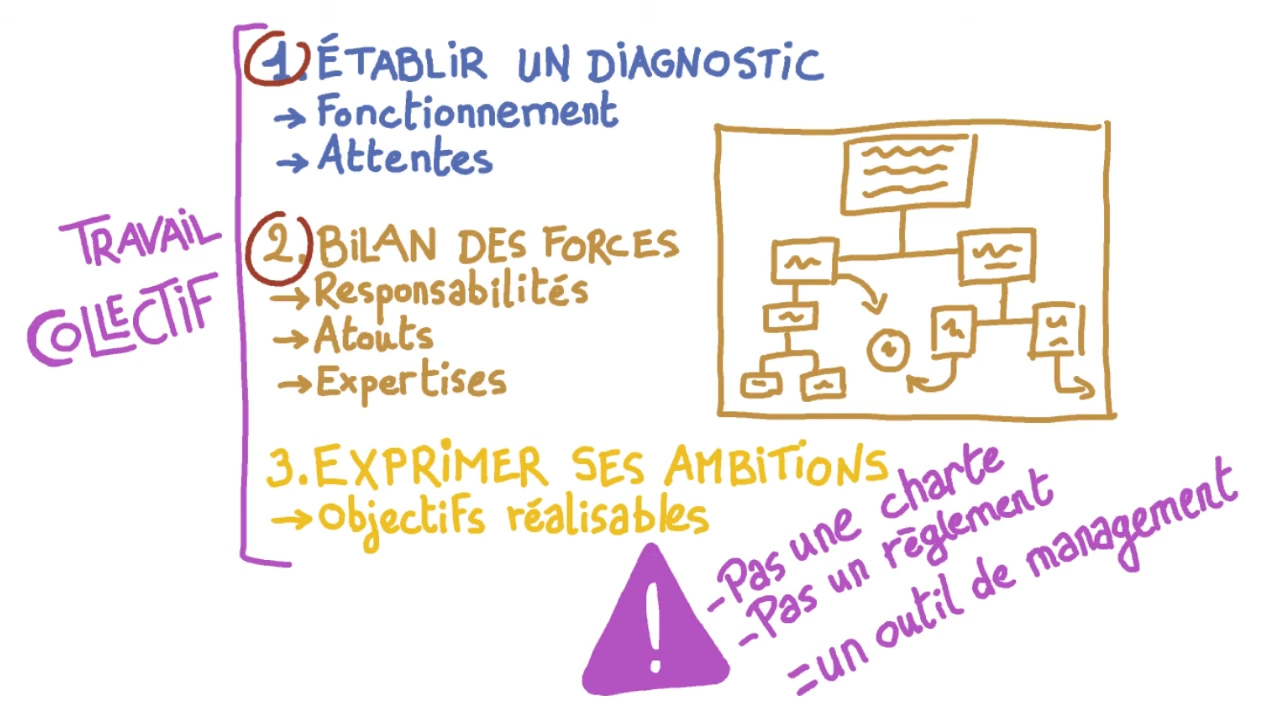 TRAVAIL
COLLECTIF
1. ÉTABLIR UN DIAGNOSTIC
→ Fonctionnement
→ Attentes
2. BILAN DES FORCES
→ Responsabilités
→ Atouts
→ Expertises
3. EXPRIMER SES AMBITIONS
→ Objectifs réalisables
!
- Pas une charte
- Pas un règlement
= un outil de management